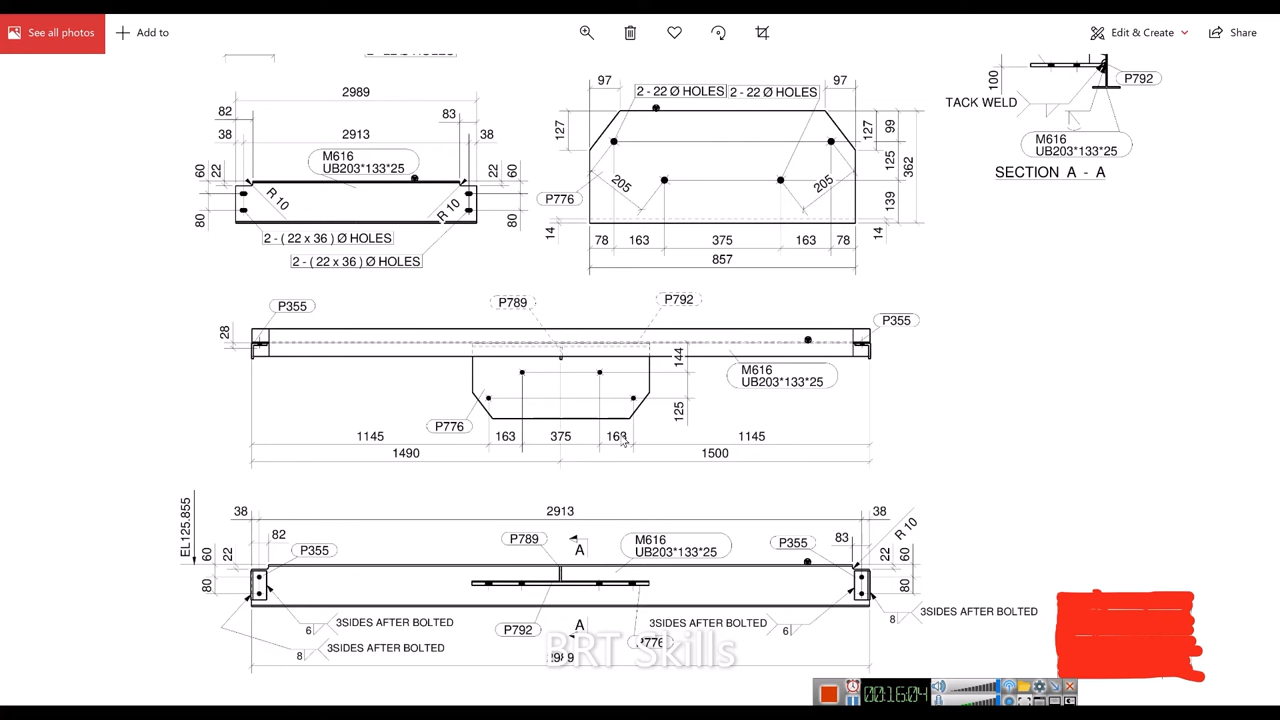 See all photos
Add to
Edit & Create
Share
2989
82
83
38
2913
38
M616
UB203*133*25
60
22
22
60
R 10
R 10
80
80
2 - ( 22 x 36 ) Ø HOLES
2 - ( 22 x 36 ) Ø HOLES
97
97
2 - 22 Ø HOLES
2 - 22 Ø HOLES
127
127
99
125
362
205
205
P776
139
14
14
78
163
375
163
78
857
100
P792
TACK WELD
M616
UB203*133*25
SECTION A - A
P355
P789
P792
P355
28
144
M616
UB203*133*25
125
P776
1145
163
375
1145
1490
1500
EL125.855
38
2913
38
R 10
82
P789
A
M616
UB203*133*25
P355
83
60
22
P355
22
60
80
80
3SIDES AFTER BOLTED
6
P792
A
3SIDES AFTER BOLTED
6
3SIDES AFTER BOLTED
8
3SIDES AFTER BOLTED
8
P776
BRT Skills
2989
00:16:04